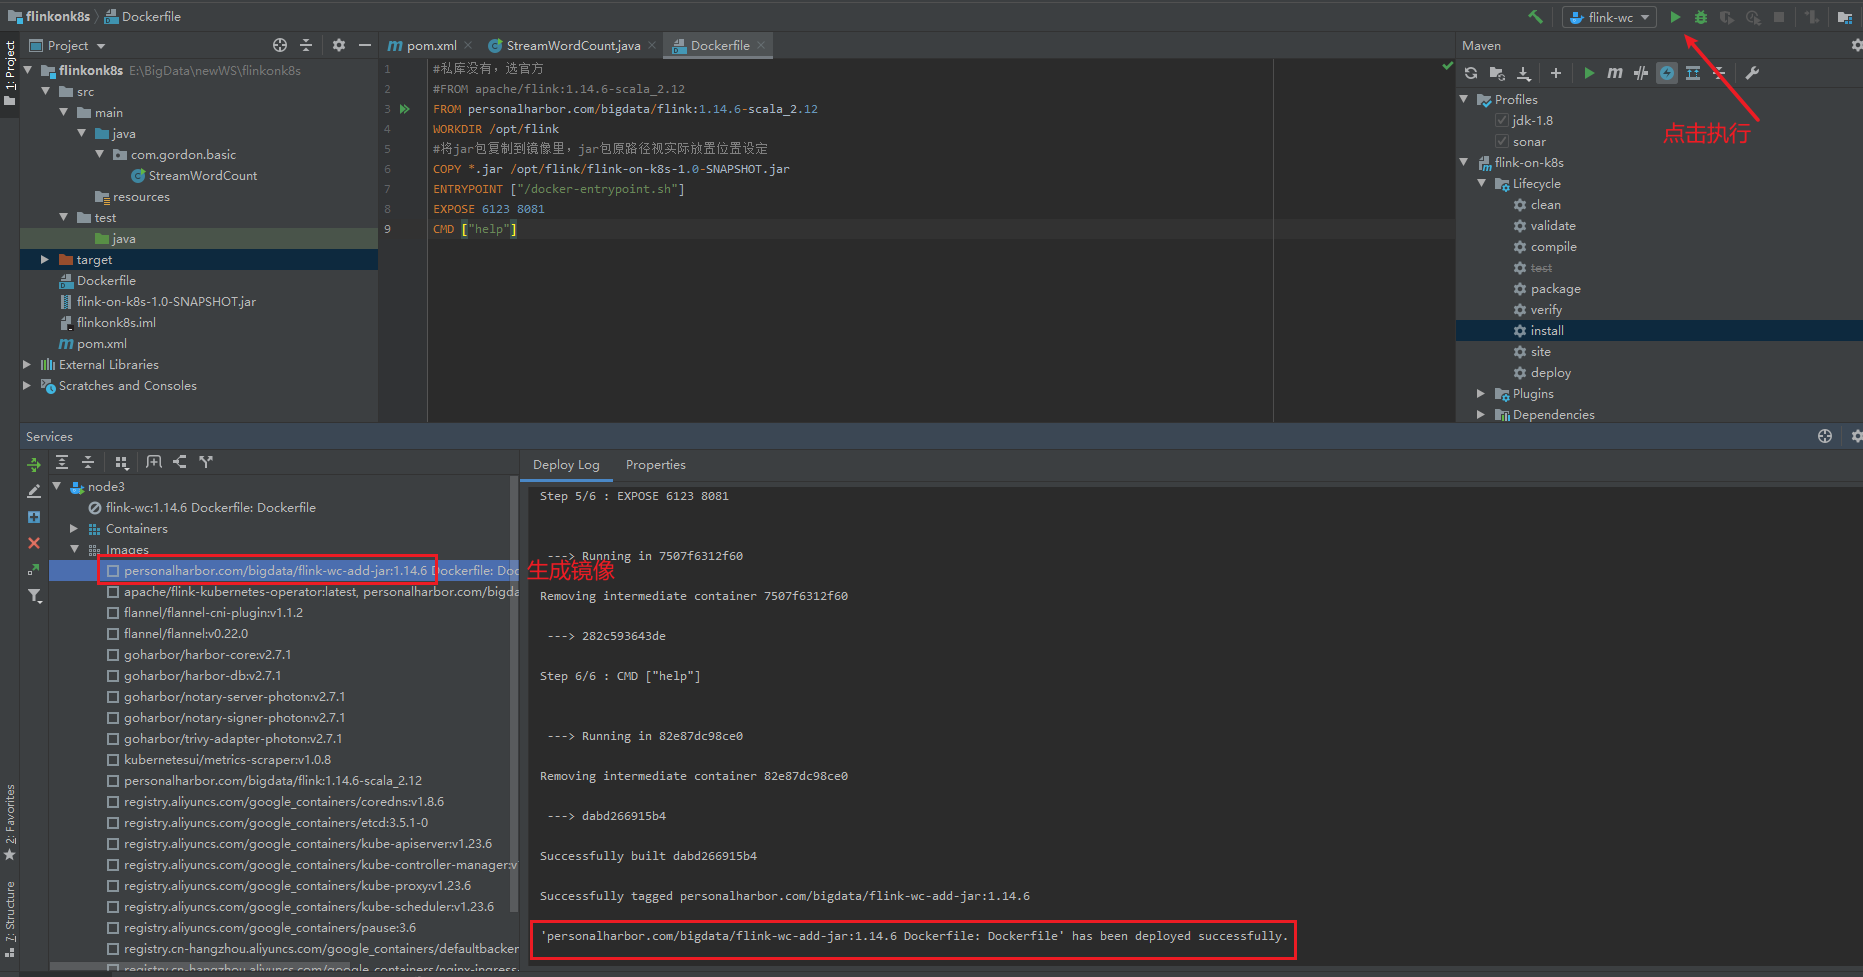 flinkonk8s
Dockerfile
flink-wc
1: Project
Project
pom.xml
StreamWordCount.java
Dockerfile
Maven
flinkonk8s E:\BigData\newWS\flinkonk8s
src
main
java
com.gordon.basic
StreamWordCount
resources
test
java
target
Dockerfile
flink-on-k8s-1.0-SNAPSHOT.jar
flinkonk8s.iml
pom.xml
External Libraries
Scratches and Consoles
1 #私库没有，选官方
2 #FROM apache/flink:1.14.6-scala_2.12
3 FROM personalharbor.com/bigdata/flink:1.14.6-scala_2.12
4 WORKDIR /opt/flink
5 #将jar包复制到镜像里，jar包原路径视实际放置位置设定
6 COPY *.jar /opt/flink/flink-on-k8s-1.0-SNAPSHOT.jar
7 ENTRYPOINT ["/docker-entrypoint.sh"]
8 EXPOSE 6123 8081
9 CMD ["help"]
点击执行
Profiles
jdk-1.8
sonar
flink-on-k8s
Lifecycle
clean
validate
compile
test
package
verify
install
site
deploy
Plugins
Dependencies
Services
node3
flink-wc:1.14.6 Dockerfile: Dockerfile
Containers
Images
personalharbor.com/bigdata/flink-wc-add-jar:1.14.6 Dockerfile: Doc
apache/flink-kubernetes-operator:latest, personalharbor.com/bigda
flannel/flannel-cni-plugin:v1.1.2
flannel/flannel:v0.22.0
goharbor/harbor-core:v2.7.1
goharbor/harbor-db:v2.7.1
goharbor/notary-server-photon:v2.7.1
goharbor/notary-signer-photon:v2.7.1
goharbor/trivy-adapter-photon:v2.7.1
kubernetesui/metrics-scraper:v1.0.8
personalharbor.com/bigdata/flink:1.14.6-scala_2.12
registry.aliyuncs.com/google_containers/coredns:v1.8.6
registry.aliyuncs.com/google_containers/etcd:3.5.1-0
registry.aliyuncs.com/google_containers/kube-apiserver:v1.23.6
registry.aliyuncs.com/google_containers/kube-controller-manager:v
registry.aliyuncs.com/google_containers/kube-proxy:v1.23.6
registry.aliyuncs.com/google_containers/kube-scheduler:v1.23.6
registry.aliyuncs.com/google_containers/pause:3.6
registry.cn-hangzhou.aliyuncs.com/google_containers/defaultbacker
registry.cn-hangzhou.aliyuncs.com/google_containers/nginx-ingress
2: Favorites
7: Structure
Deploy Log
Properties
Step 5/6 : EXPOSE 6123 8081
---> Running in 7507f6312f60
生成镜像
Removing intermediate container 7507f6312f60
---> 282c593643de
Step 6/6 : CMD ["help"]
---> Running in 82e87dc98ce0
Removing intermediate container 82e87dc98ce0
---> dabd266915b4
Successfully built dabd266915b4
Successfully tagged personalharbor.com/bigdata/flink-wc-add-jar:1.14.6
'personalharbor.com/bigdata/flink-wc-add-jar:1.14.6 Dockerfile: Dockerfile' has been deployed successfully.